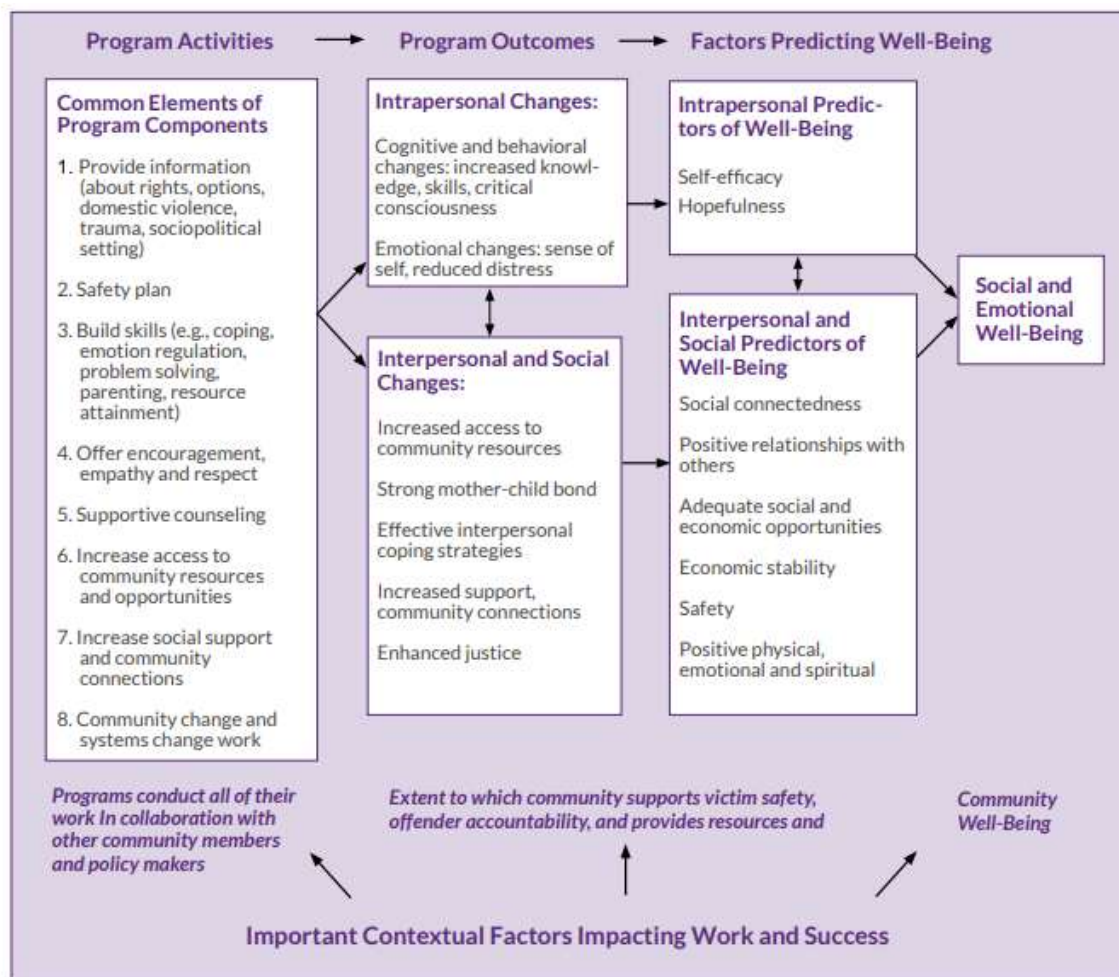 Program Activities
Program Outcomes
Factors Predicting Well-Being
Common Elements of
Program Components
1. Provide information
(about rights, options,
domestic violence,
trauma, sociopolitical
setting)
2. Safety plan
3. Build skills (e.g., coping,
emotion regulation,
problem solving,
parenting, resource
attainment)
4. Offer encouragement,
empathy and respect
5. Supportive counseling
6. Increase access to
community resources
and opportunities
7. Increase social support
and community
connections
8. Community change and
systems change work
Intrapersonal Changes:
Cognitive and behavioral
changes: increased knowl-
edge, skills, critical
consciousness
Emotional changes: sense of
self, reduced distress
Interpersonal and Social
Changes:
Increased access to
community resources
Strong mother-child bond
Effective interpersonal
coping strategies
Increased support,
community connections
Enhanced justice
Intrapersonal Predic-
tors of Well-Being
Self-efficacy
Hopefulness
Interpersonal and
Social Predictors of
Well-Being
Social connectedness
Positive relationships with
others
Adequate social and
economic opportunities
Economic stability
Safety
Positive physical,
emotional and spiritual
Social and
Emotional
Well-Being
Programs conduct all of their
work In collaboration with
other community members
and policy makers
Extent to which community supports victim safety,
offender accountability, and provides resources and
Community
Well-Being
Important Contextual Factors Impacting Work and Success